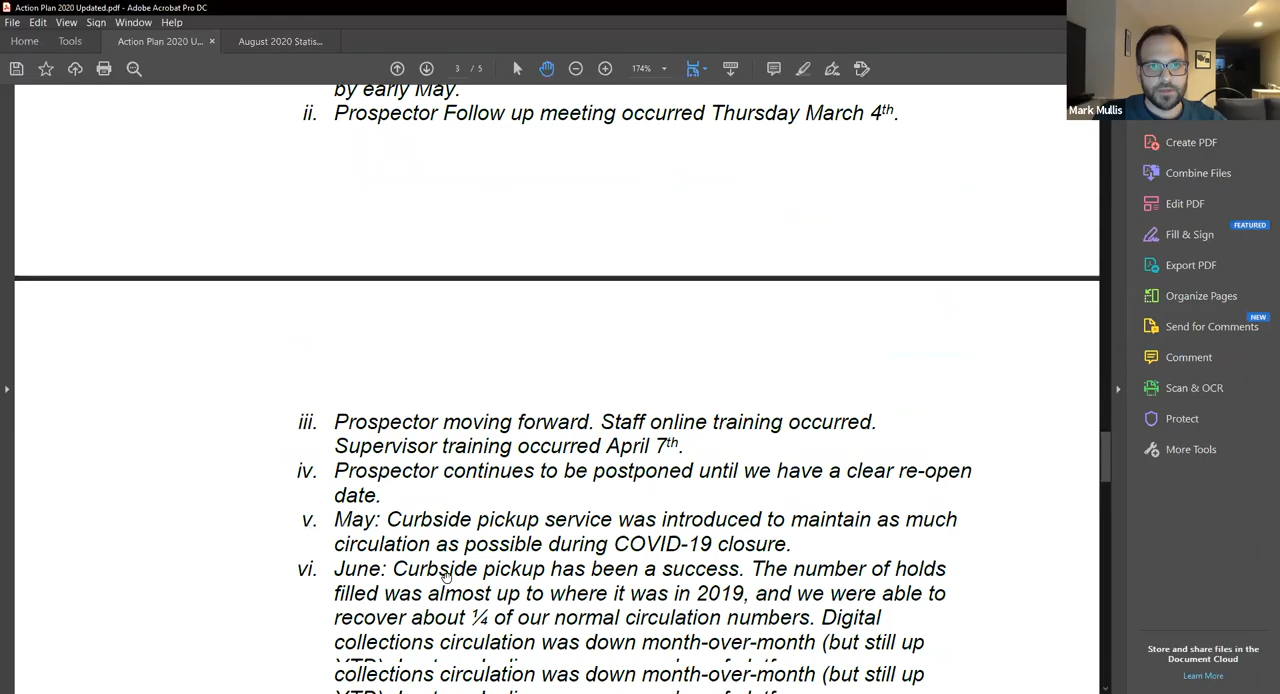 Action Plan 2020 Updated.pdf - Adobe Acrobat Pro DC
File Edit View Sign Window Help
Home Tools Action Plan 2020 U... × August 2020 Statis...
3 / 5 174%
Mark Mullis
by early May.
ii. Prospector Follow up meeting occurred Thursday March 4th.
iii. Prospector moving forward. Staff online training occurred.
Supervisor training occurred April 7th.
iv. Prospector continues to be postponed until we have a clear re-open
date.
v. May: Curbside pickup service was introduced to maintain as much
circulation as possible during COVID-19 closure.
vi. June: Curbside pickup has been a success. The number of holds
filled was almost up to where it was in 2019, and we were able to
recover about ¼ of our normal circulation numbers. Digital
collections circulation was down month-over-month (but still up
collections circulation was down month-over-month (but still up
Create PDF
Combine Files
Edit PDF
FEATURED
Fill & Sign
Export PDF
Organize Pages
NEW
Send for Comments
Comment
Scan & OCR
Protect
More Tools
Store and share files in the
Document Cloud
Learn More